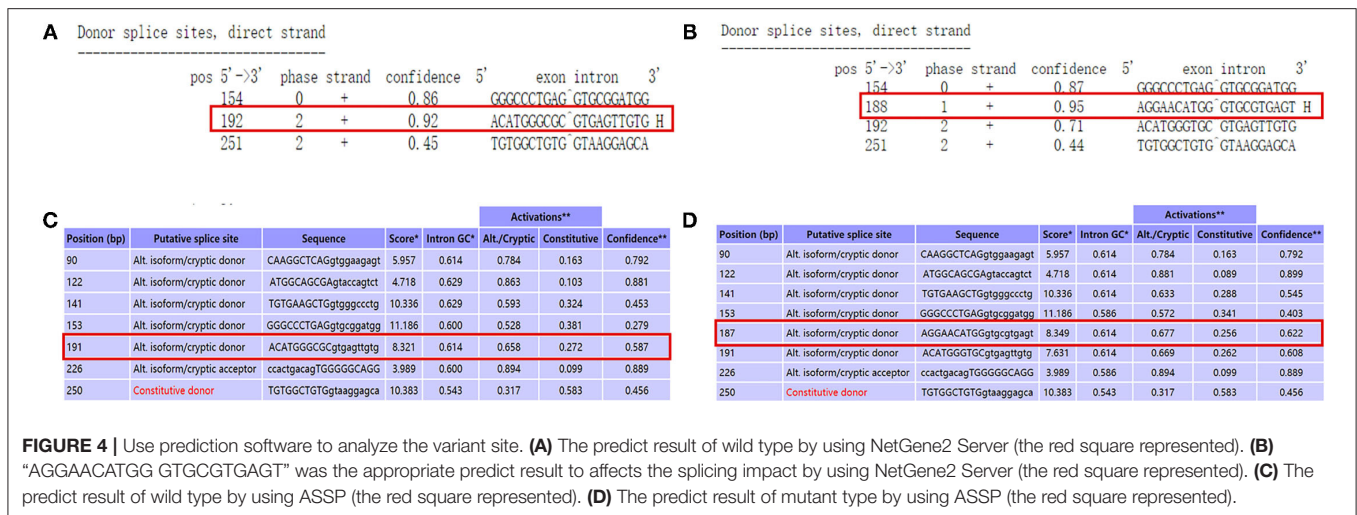 A
Donor splice sites, direct strand
---------------------------------
pos 5'->3' phase strand confidence 5' exon intron 3'
154 0 + 0.86 GGGCCCTGAG^GTGCGGATGG
192 2 + 0.92 ACATGGGCGC^GTGAGTTGTG H
251 2 + 0.45 TGTGGCTGTG^GTAAGGAGCA
B
Donor splice sites, direct strand
---------------------------------
pos 5'->3' phase strand confidence 5' exon intron 3'
154 0 + 0.87 GGGCCCTGAG^GTGCGGATGG
188 1 + 0.95 AGGAACATGG^GTGCGTGAGT H
192 2 + 0.71 ACATGGGTGC^GTGAGTTGTG
251 2 + 0.44 TGTGGCTGTG^GTAAGGAGCA
C
Activations**
Position (bp) Putative splice site Sequence Score* Intron GC* Alt./Cryptic Constitutive Confidence**
90 Alt. isoform/cryptic donor CAAGGCTCAGgtggaagagt 5.957 0.614 0.784 0.163 0.792
122 Alt. isoform/cryptic donor ATGGCAGCGAgtaccagtct 4.718 0.629 0.863 0.103 0.881
141 Alt. isoform/cryptic donor TGTGAAGCTGgtggggccctg 10.336 0.629 0.593 0.324 0.453
153 Alt. isoform/cryptic donor GGGCCCTGAGgtgcggatgg 11.186 0.600 0.528 0.381 0.279
191 Alt. isoform/cryptic donor ACATGGGCGCgtgagttgtg 8.321 0.614 0.658 0.272 0.587
226 Alt. isoform/cryptic acceptor ccactgacagTGGGGGCAGG 3.989 0.600 0.894 0.099 0.889
250 Constitutive donor TGTGGCTGTGgtaaggagca 10.383 0.543 0.317 0.583 0.456
D
Activations**
Position (bp) Putative splice site Sequence Score* Intron GC* Alt./Cryptic Constitutive Confidence**
90 Alt. isoform/cryptic donor CAAGGCTCAGgtggaagagt 5.957 0.614 0.784 0.163 0.792
122 Alt. isoform/cryptic donor ATGGCAGCGAgtaccagtct 4.718 0.614 0.881 0.089 0.899
141 Alt. isoform/cryptic donor TGTGAAGCTGgtggggccctg 10.336 0.614 0.633 0.288 0.545
153 Alt. isoform/cryptic donor GGGCCCTGAGgtgcggatgg 11.186 0.586 0.572 0.341 0.403
187 Alt. isoform/cryptic donor AGGAACATGGgtgcgtgagt 8.349 0.614 0.677 0.256 0.622
191 Alt. isoform/cryptic donor ACATGGGTGCgtgagttgtg 7.631 0.614 0.669 0.262 0.608
226 Alt. isoform/cryptic acceptor ccactgacagTGGGGGCAGG 3.989 0.586 0.894 0.099 0.889
250 Constitutive donor TGTGGCTGTGgtaaggagca 10.383 0.543 0.317 0.583 0.456
FIGURE 4 | Use prediction software to analyze the variant site. (A) The predict result of wild type by using NetGene2 Server (the red square represented). (B)
"AGGAACATGG GTGCGTGAGT" was the appropriate predict result to affects the splicing impact by using NetGene2 Server (the red square represented). (C) The
predict result of wild type by using ASSP (the red square represented). (D) The predict result of mutant type by using ASSP (the red square represented).